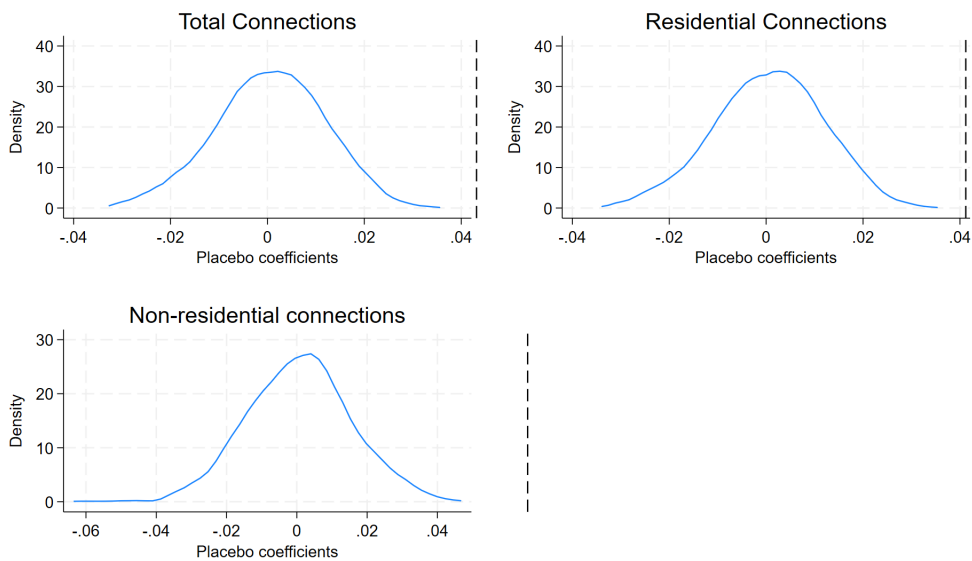 Total Connections
40
30
20
10
0
Density
-.04 -.02 0 .02 .04
Placebo coefficients
Residential Connections
40
30
20
10
0
Density
-.04 -.02 0 .02 .04
Placebo coefficients
Non-residential connections
30
20
10
0
Density
-.06 -.04 -.02 0 .02 .04
Placebo coefficients